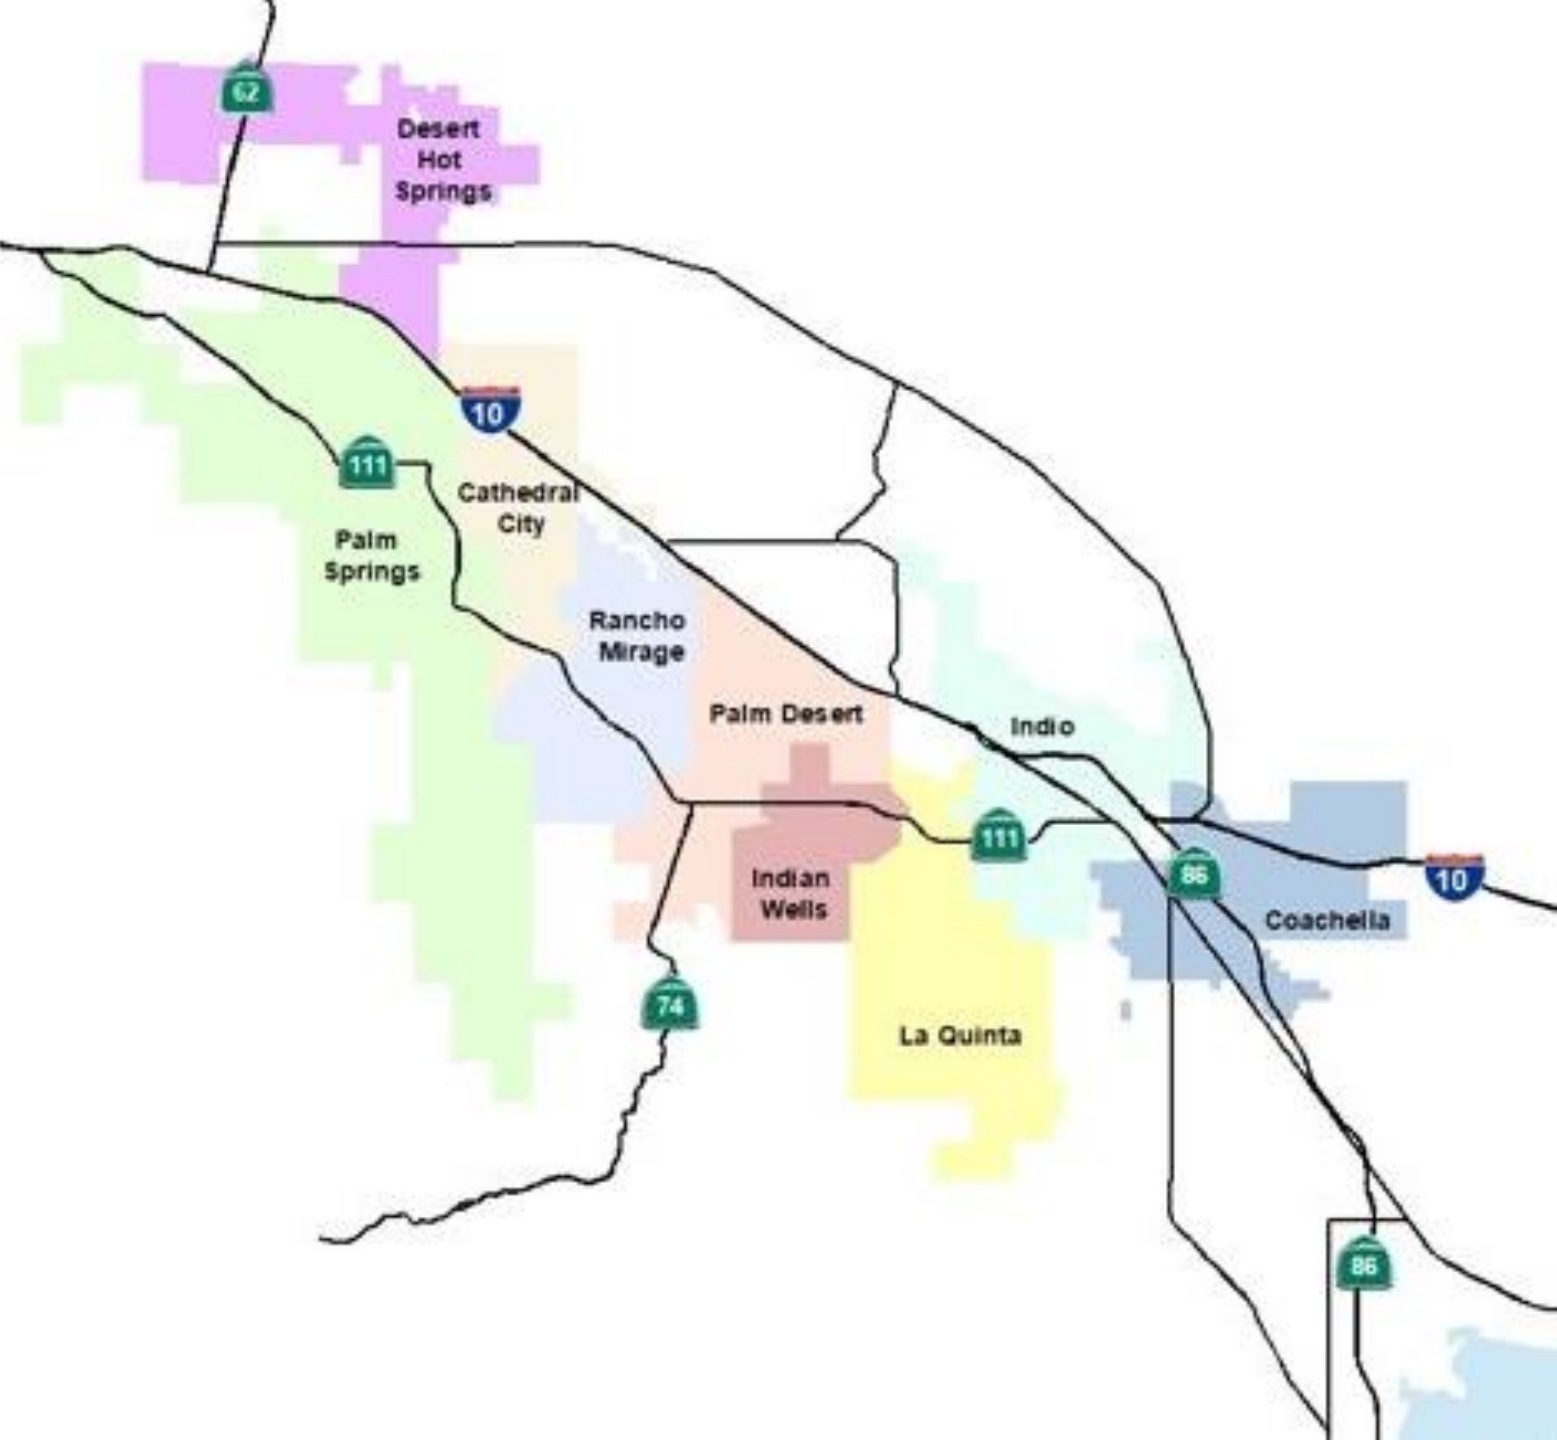 62
Desert
Hot
Springs
10
111
Cathedral
City
Palm
Springs
Rancho
Mirage
Palm Desert
Indio
111
86
10
Indian
Wells
Coachella
74
La Quinta
86